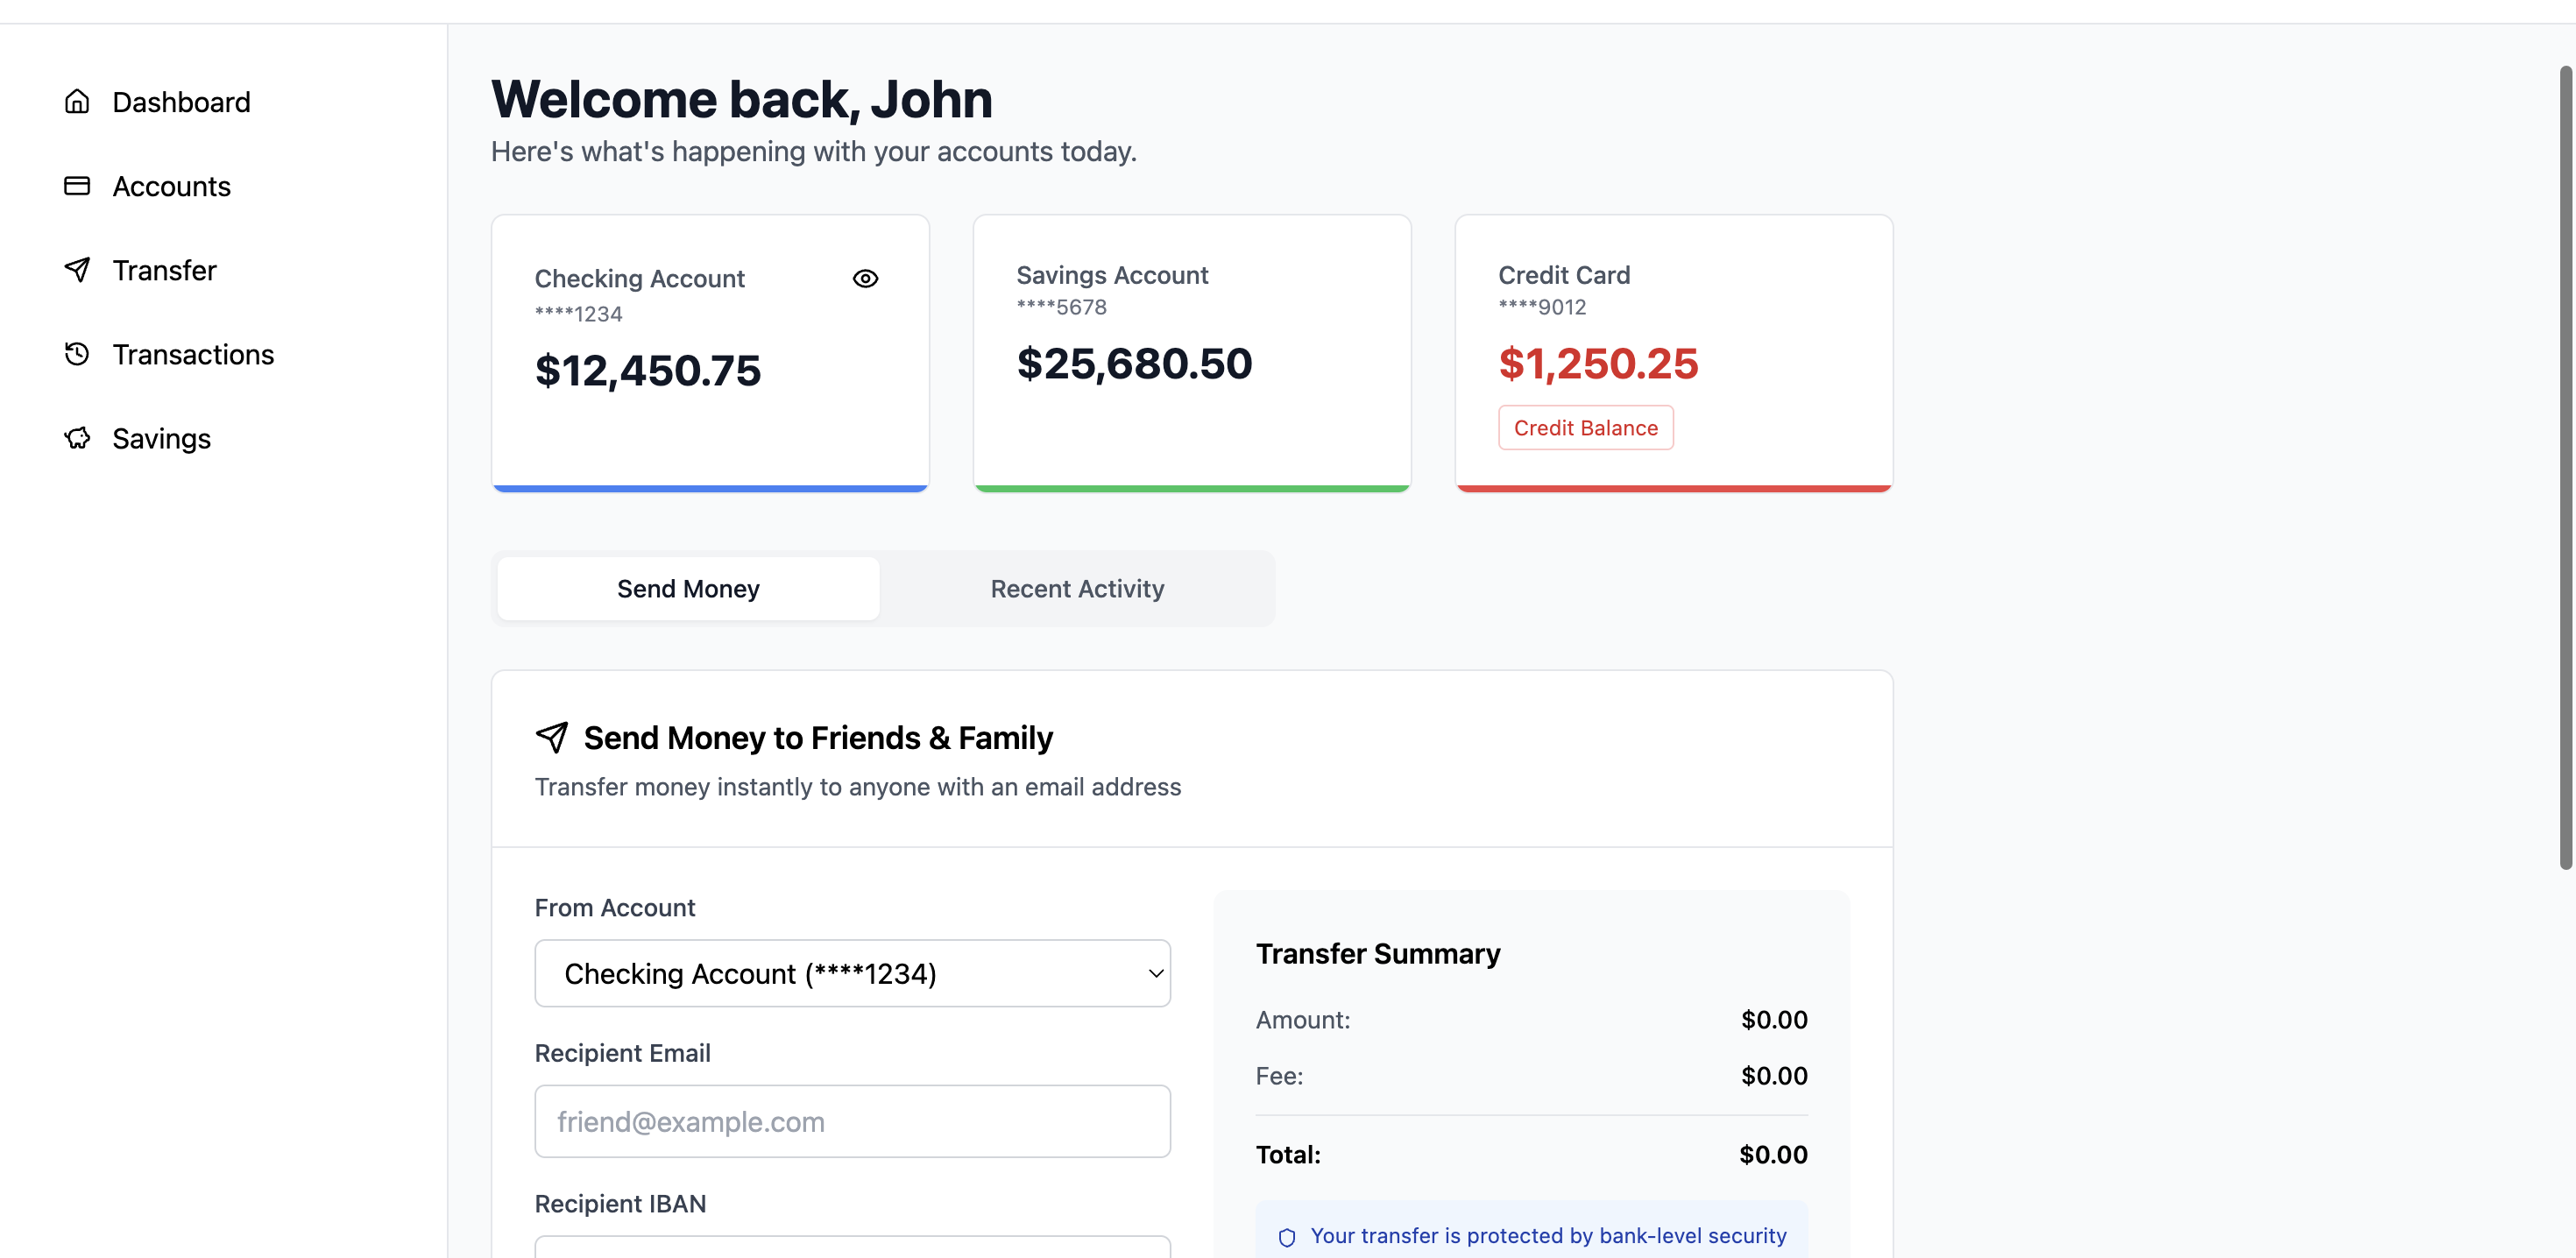 Dashboard
Accounts
Transfer
Transactions
Savings
Welcome back, John
Here's what's happening with your accounts today.
Checking Account
****1234
$12,450.75
Savings Account
****5678
$25,680.50
Credit Card
****9012
$1,250.25
Credit Balance
Send Money
Recent Activity
Send Money to Friends & Family
Transfer money instantly to anyone with an email address
From Account
Checking Account (****1234)
Recipient Email
friend@example.com
Recipient IBAN
Transfer Summary
Amount: $0.00
Fee: $0.00
Total: $0.00
Your transfer is protected by bank-level security